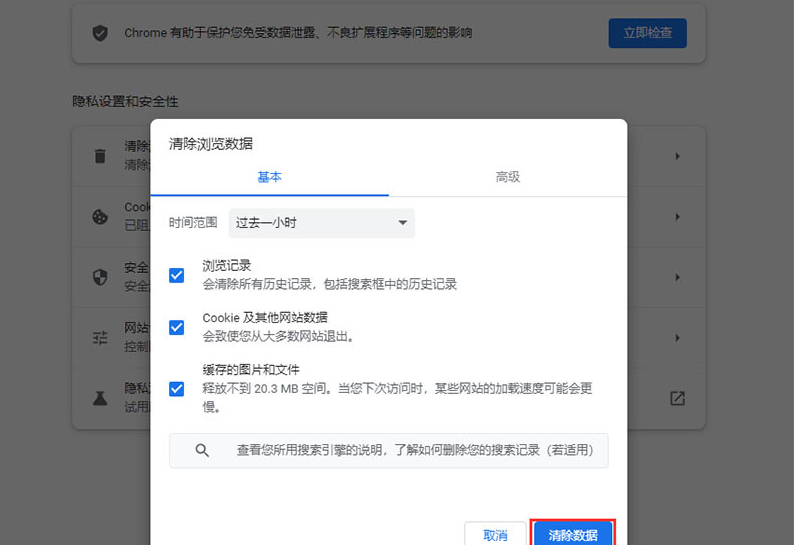 Chrome 有助于保护您免受数据泄露、不良扩展程序等问题的影响
立即检查
隐私设置和安全性
清除
清除
Cook
已阻
安全
安全
网站
控制
隐私
试用
清除浏览数据
基本
高级
时间范围
过去一小时
浏览记录
会清除所有历史记录，包括搜索框中的历史记录
Cookie 及其他网站数据
会致使您从大多数网站退出。
缓存的图片和文件
释放不到 20.3 MB 空间。当您下次访问时，某些网站的加载速度可能会更
慢。
查看您所用搜索引擎的说明，了解如何删除您的搜索记录（若适用）
取消
清除数据